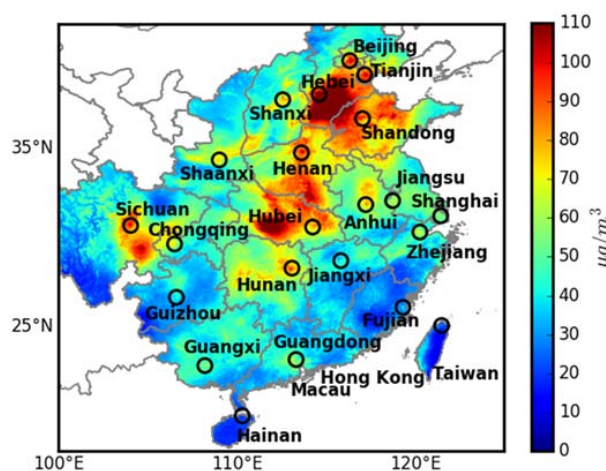 Beijing
Tianjin
Hebei
Shanxi
Shandong
35°N
Shaanxi
Henan
Jiangsu
Sichuan
Shanghai
Chongqing
Hubei
Anhui
Zhejiang
Hunan
Jiangxi
Guizhou
25°N
Fujian
Guangxi
Guangdong
Hong Kong
Taiwan
Macau
Hainan
100°E
110°E
120°E
110
100
90
80
70
60
50
40
30
20
10
0
μg/m³